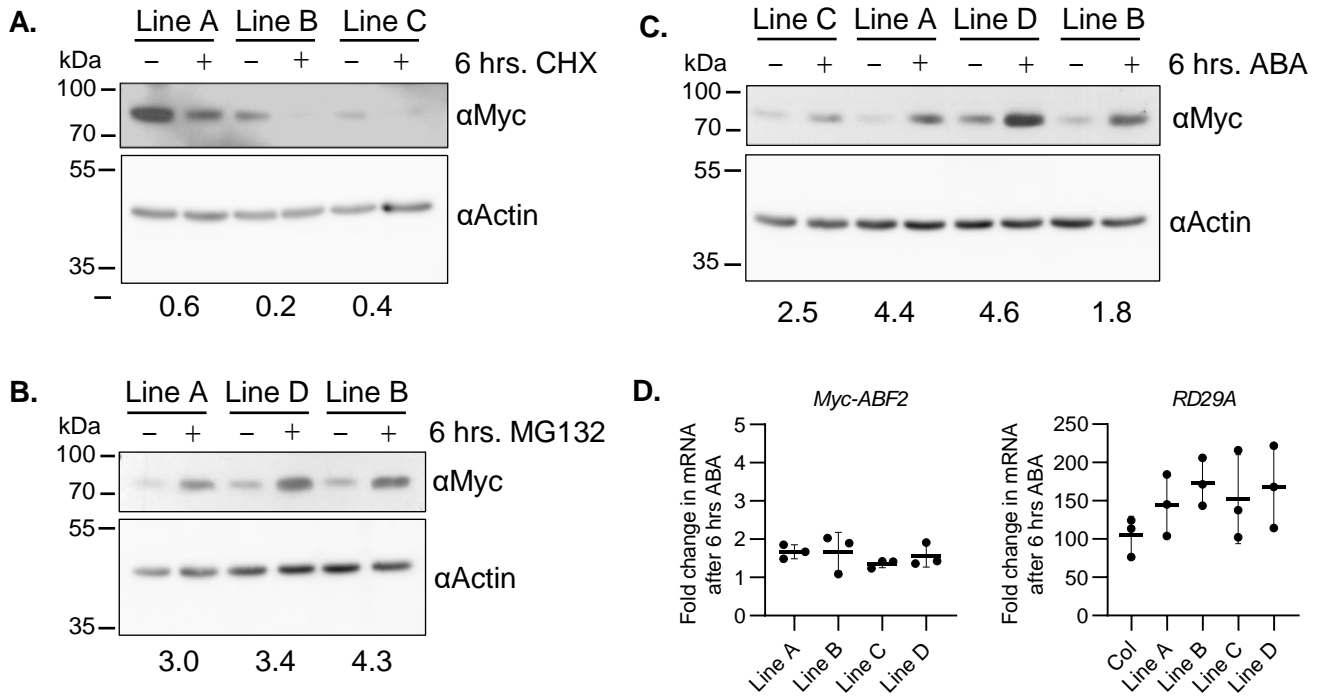 A.
Line A Line B Line C
kDa
− + − + − + 6 hrs. CHX
100
70
αMyc
55
35
αActin
0.6 0.2 0.4
B.
Line A Line D Line B
kDa
− + − + − + 6 hrs. MG132
100
70
αMyc
55
35
αActin
3.0 3.4 4.3
C.
Line C Line A Line D Line B
kDa
− + − + − + − + 6 hrs. ABA
100
70
αMyc
55
35
αActin
2.5 4.4 4.6 1.8
D.
Myc-ABF2
Fold change in mRNA
after 6 hrs ABA
5
4
3
2
1
0
Line A Line B Line C Line D
RD29A
Fold change in mRNA
after 6 hrs ABA
250
200
150
100
50
0
Col Line A Line B Line C Line D